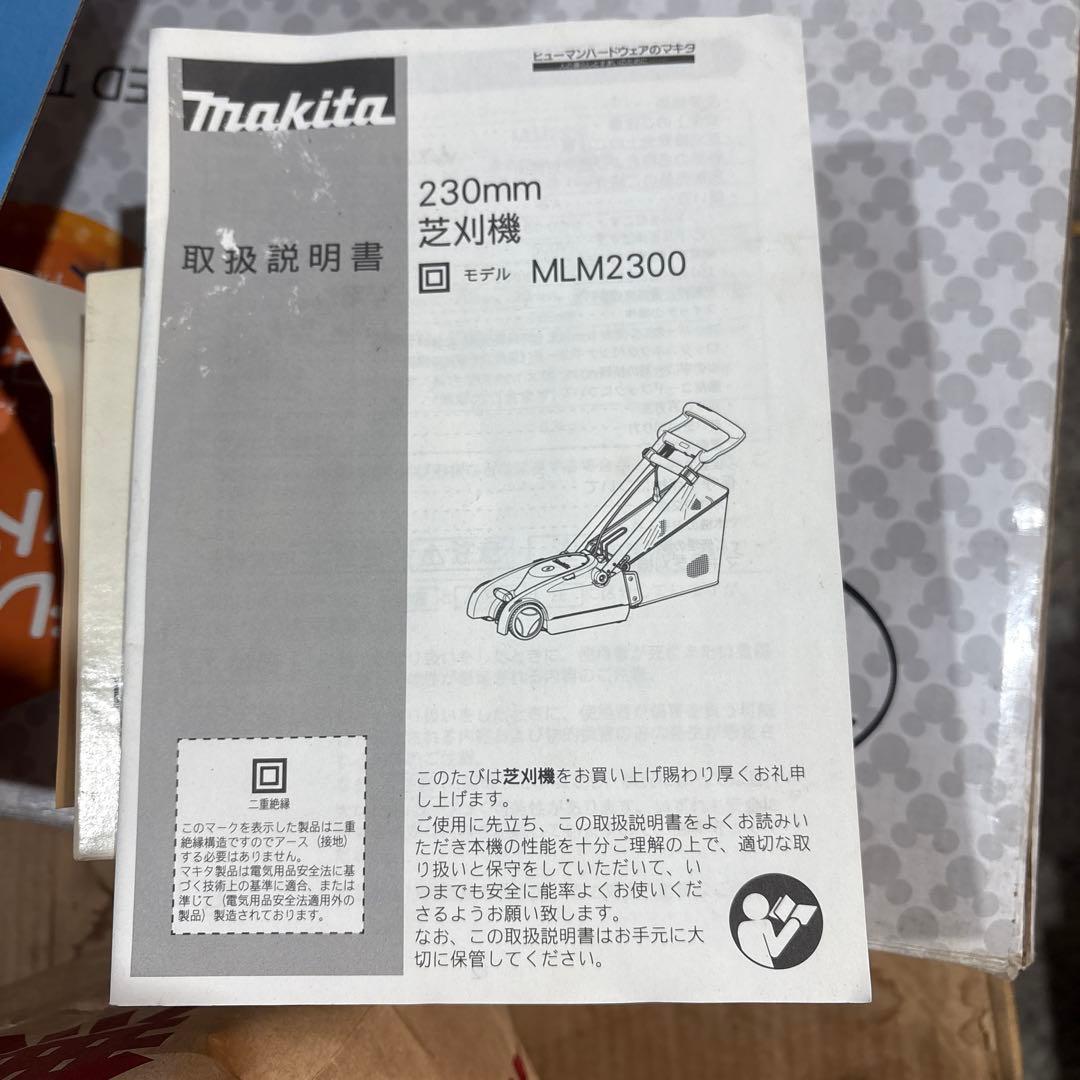 makita
ヒューマンハードウェアのマキタ
取扱説明書
230mm
芝刈機
モデル MLM2300
二重絶縁
このマークを表示した製品は二重
絶縁構造ですのでアース（接地）
する必要はありません。
マキタ製品は電気用品安全法に基
づく技術上の基準に適合、または
準じて（電気用品安全法適用外の
製品）製造されております。
このたびは芝刈機をお買い上げ賜わり厚くお礼申
し上げます。
ご使用に先立ち、この取扱説明書をよくお読みい
ただき本機の性能を十分ご理解の上で、適切な取
り扱いと保守をしていただいて、い
つまでも安全に能率よくお使いくだ
さるようお願い致します。
なお、この取扱説明書はお手元に大
切に保管してください。